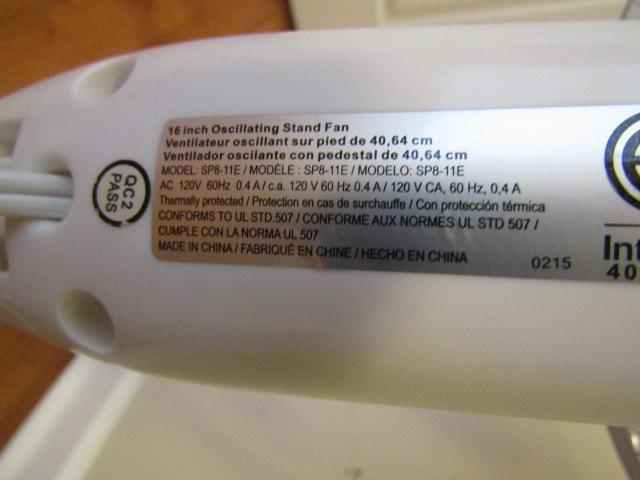 16 inch Oscillating Stand Fan
Ventilateur oscillant sur pied de 40,64 cm
Ventilador oscilante con pedestal de 40,64 cm
MODEL: SP8-11E / MODÈLE : SP8-11E / MODELO: SP8-11E
AC 120V 60Hz 0.4 A / c.a. 120 V 60 Hz 0.4 A / 120 V CA, 60 Hz, 0,4 A
Thermally protected / Protection en cas de surchauffe / Con protección térmica
CONFORMS TO UL STD.507 / CONFORME AUX NORMES UL STD 507 /
CUMPLE CON LA NORMA UL 507
MADE IN CHINA / FABRIQUÉ EN CHINE / HECHO EN CHINA
0215
QC2
PASS
Int
40